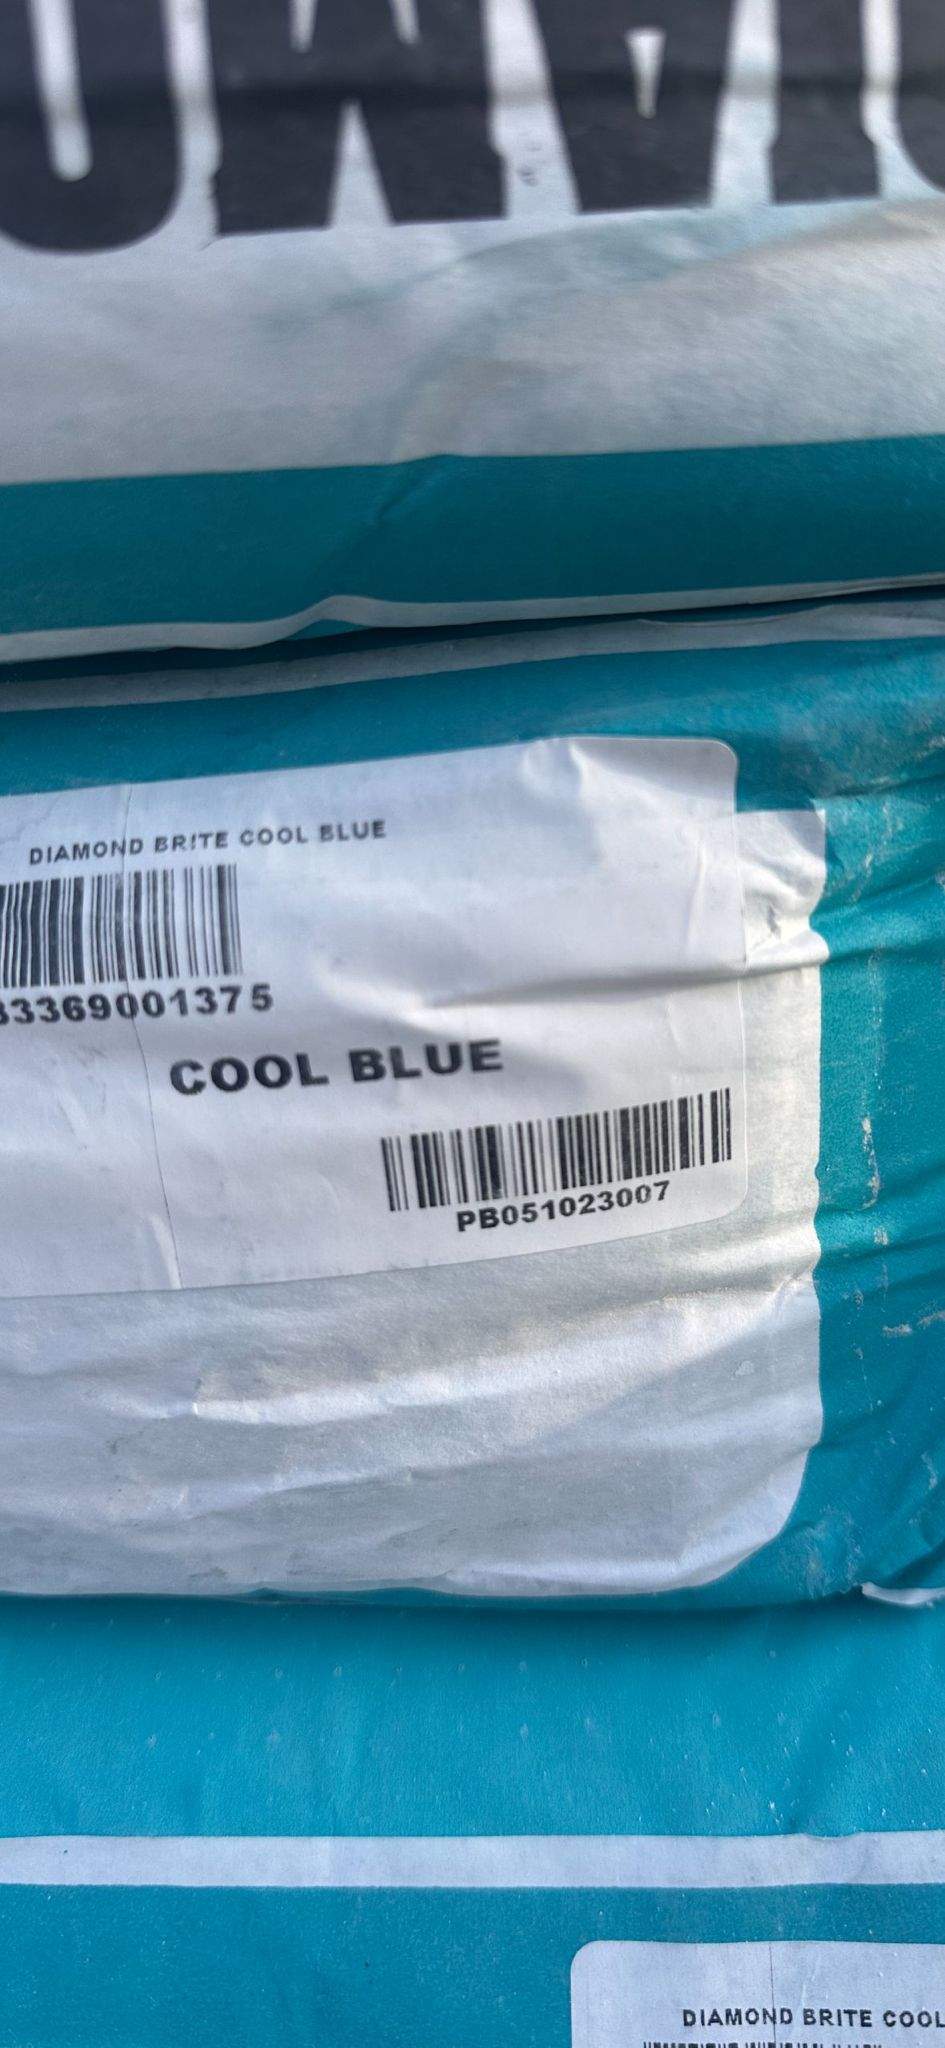 DIAMOND BRITE COOL BLUE
33369001375
COOL BLUE
PB051023007
DIAMOND BRITE COOL